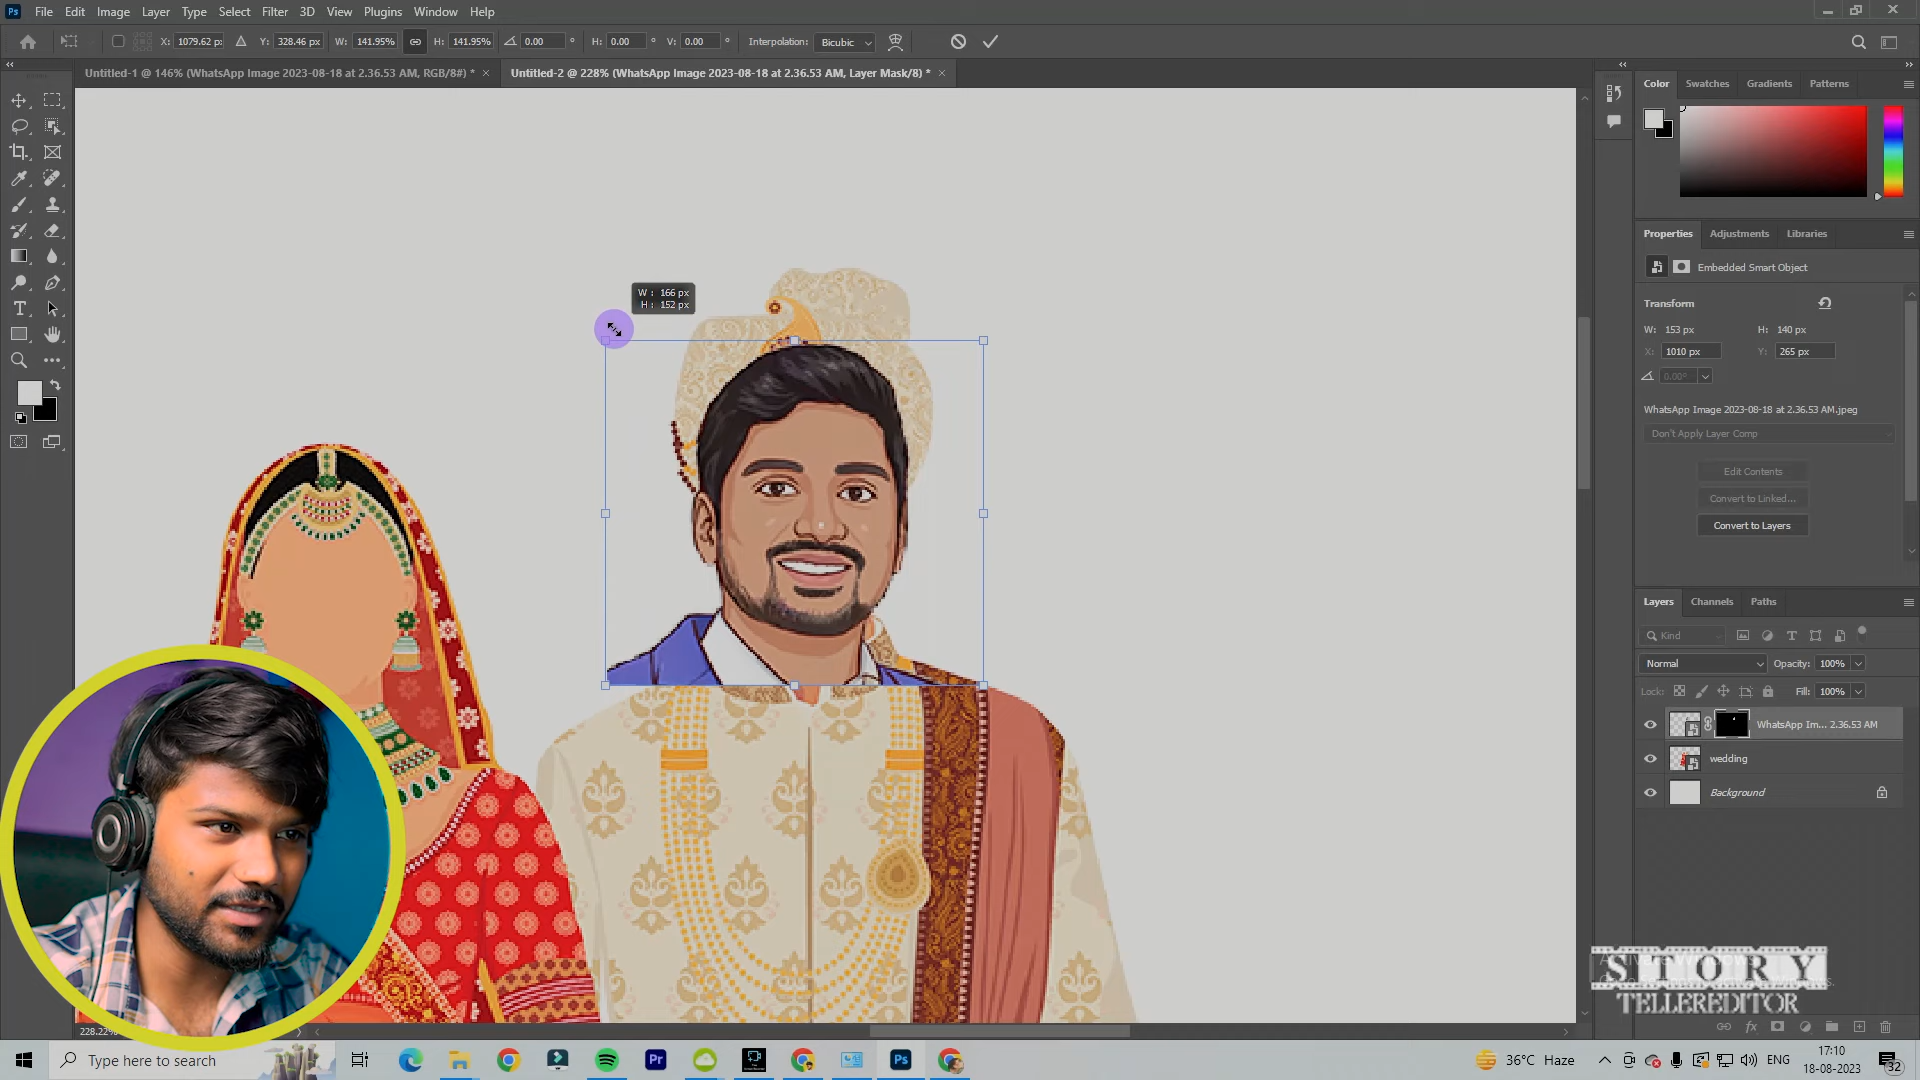 File Edit Image Layer Type Select Filter 3D View Plugins Window Help
X: 1079.62 px Y: 328.46 px W: 141.95% H: 141.95% 0.00 ° H: 0.00 ° V: 0.00 ° Interpolation: Bicubic
Untitled-1 @ 146% (WhatsApp Image 2023-08-18 at 2.36.53 AM, RGB/8#) *
Untitled-2 @ 228% (WhatsApp Image 2023-08-18 at 2.36.53 AM, Layer Mask/8) *
Color Swatches Gradients Patterns
Properties Adjustments Libraries
Embedded Smart Object
Transform
W: 153 px H: 140 px
X: 1010 px Y: 265 px
0.00°
WhatsApp Image 2023-08-18 at 2.36.53 AM.jpeg
Don't Apply Layer Comp
Edit Contents
Convert to Linked...
Convert to Layers
W : 166 px
H : 152 px
Layers Channels Paths
Kind
Normal Opacity: 100%
Lock: Fill: 100%
WhatsApp Im... 2.36.53 AM
wedding
Background
STORY
TELLEREDITOR
228.22%
Type here to search
Pr
Ps
36°C Haze
ENG
17:10
18-08-2023
32